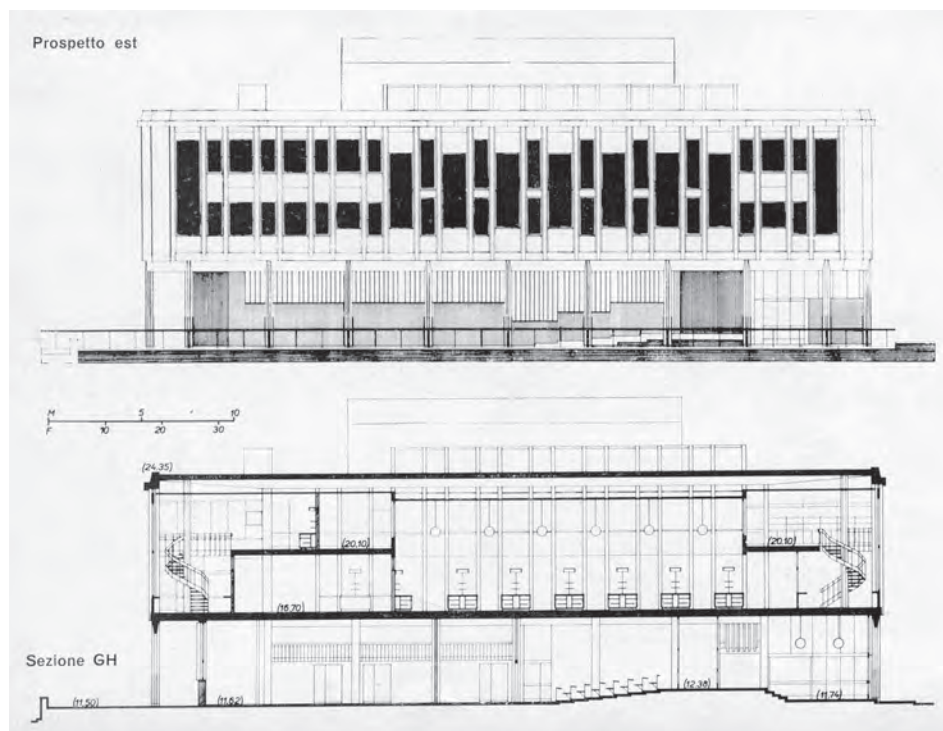 Prospetto est
M 5 10
F 10 20 30
(24.35)
(20.10)
(20.10)
(16.70)
Sezione GH
(11.50)
(11.62)
(12.38)
(11.74)